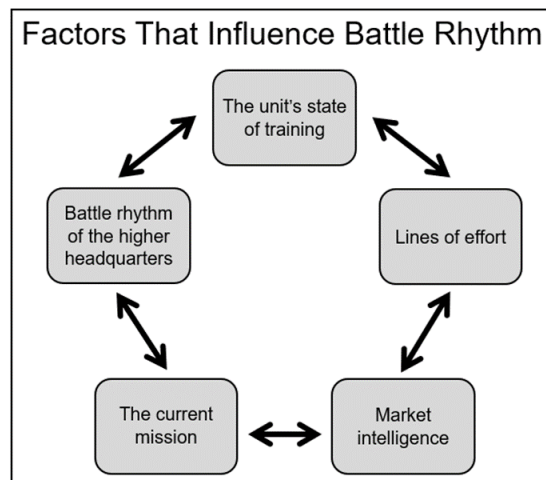 Factors That Influence Battle Rhythm
The unit's state
of training
Battle rhythm
of the higher
headquarters
Lines of effort
The current
mission
Market
intelligence